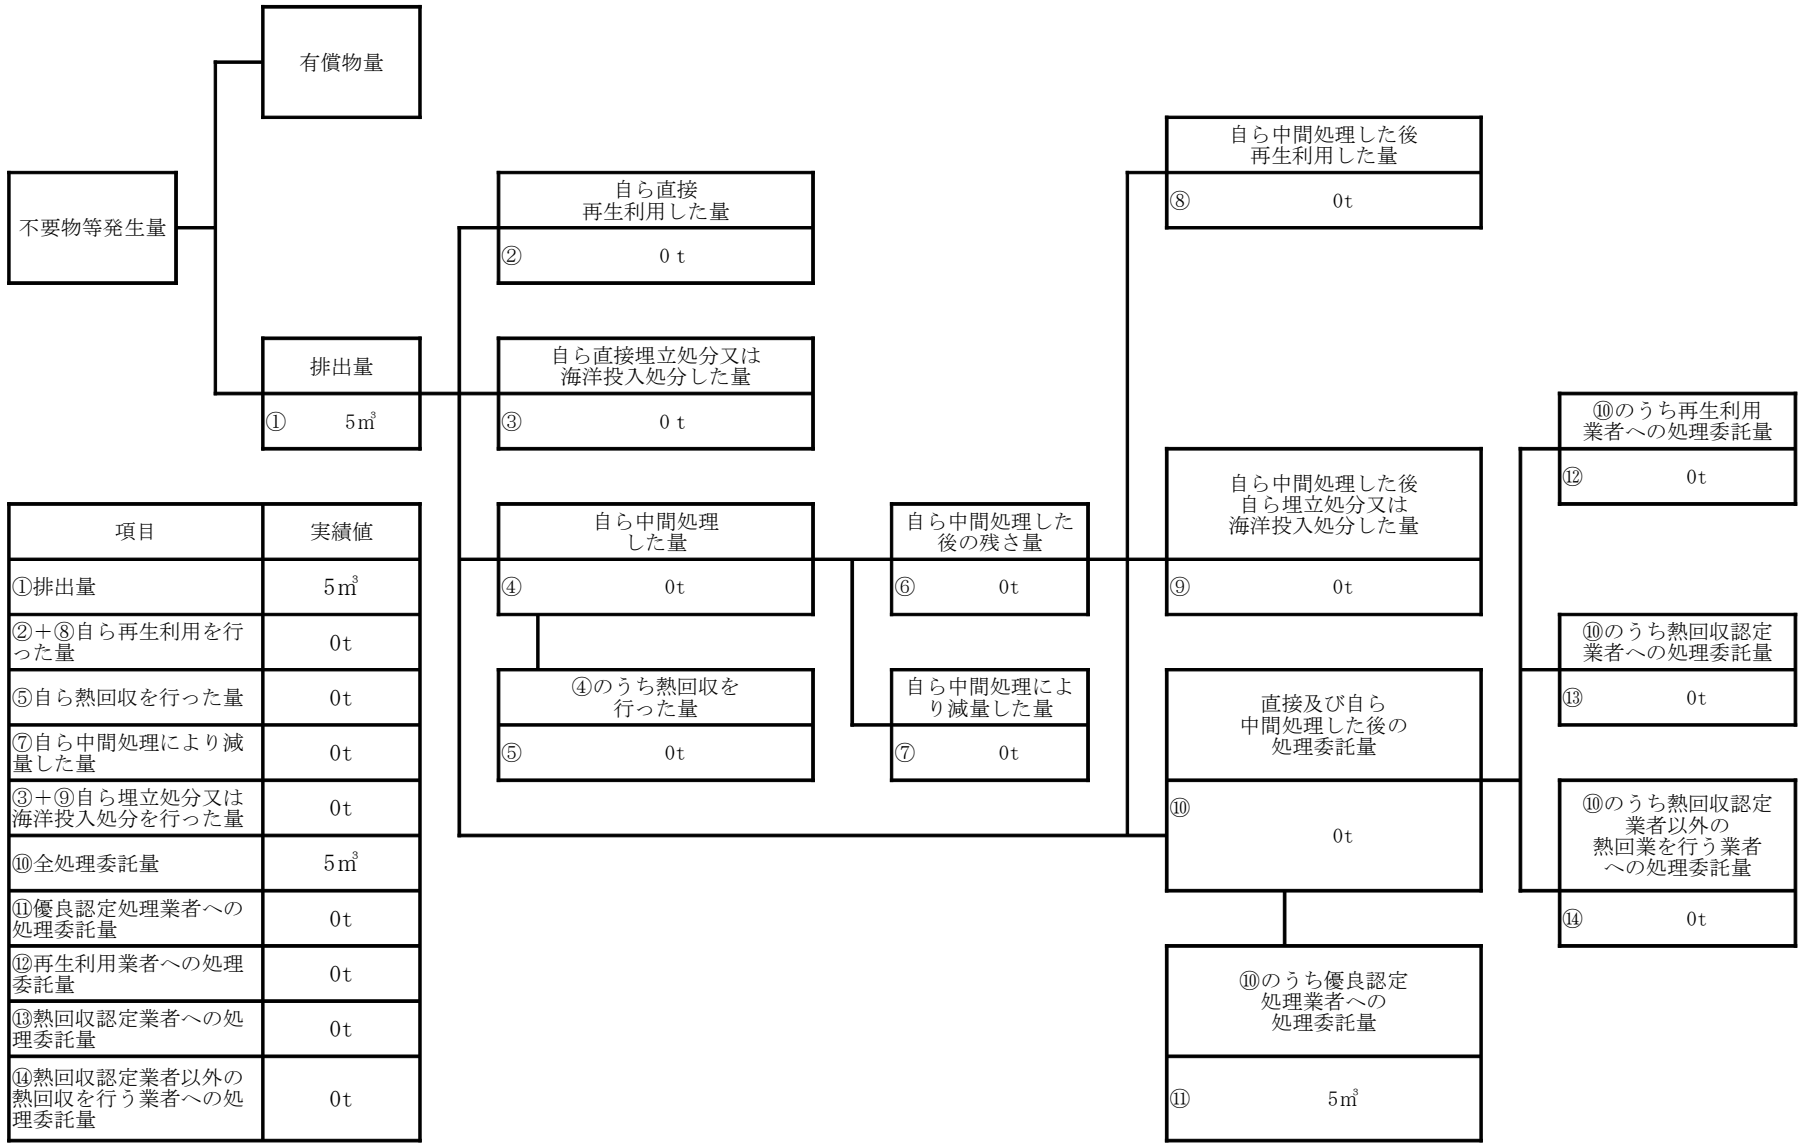 有償物量
不要物等発生量
排出量
① 5㎥
自ら直接
再生利用した量
② 0 t
自ら直接埋立処分又は
海洋投入処分した量
③ 0 t
自ら中間処理
した量
④ 0t
④のうち熱回収を
行った量
⑤ 0t
自ら中間処理した
後の残さ量
⑥ 0t
自ら中間処理によ
り減量した量
⑦ 0t
自ら中間処理した後
再生利用した量
⑧ 0t
自ら中間処理した後
自ら埋立処分又は
海洋投入処分した量
⑨ 0t
直接及び自ら
中間処理した後の
処理委託量
⑩
0t
⑩のうち優良認定
処理業者への
処理委託量
⑪ 5㎥
⑩のうち再生利用
業者への処理委託量
⑫ 0t
⑩のうち熱回収認定
業者への処理委託量
⑬ 0t
⑩のうち熱回収認定
業者以外の
熱回業を行う業者
への処理委託量
⑭ 0t
項目 実績値
①排出量 5㎥
②＋⑧自ら再生利用を行
った量 0t
⑤自ら熱回収を行った量 0t
⑦自ら中間処理により減
量した量 0t
③＋⑨自ら埋立処分又は
海洋投入処分を行った量 0t
⑩全処理委託量 5㎥
⑪優良認定処理業者への
処理委託量 0t
⑫再生利用業者への処理
委託量 0t
⑬熱回収認定業者への処
理委託量 0t
⑭熱回収認定業者以外の
熱回収を行う業者への処
理委託量 0t